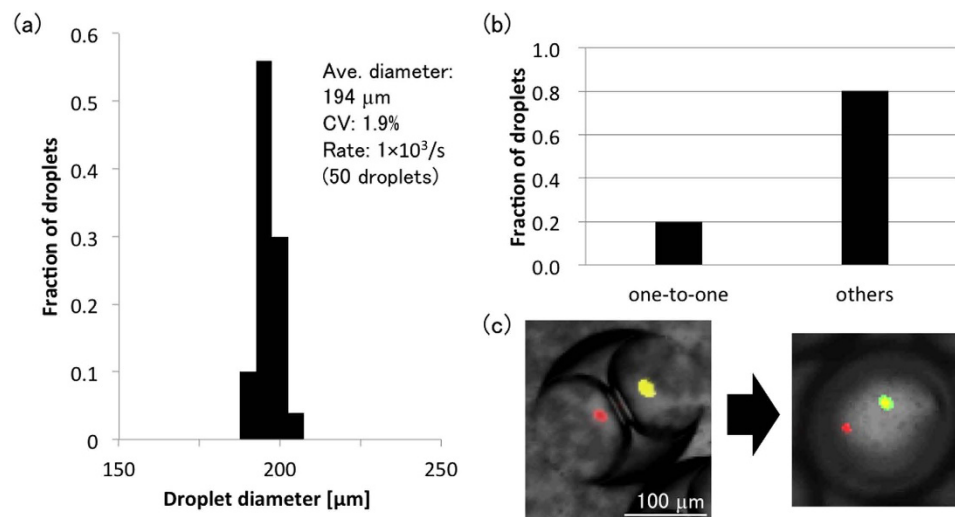 (a)
0.6
0.5
0.4
0.3
0.2
0.1
0
Fraction of droplets
Ave. diameter:
194 μm
CV: 1.9%
Rate: 1×10³/s
(50 droplets)
150
200
250
Droplet diameter [μm]
(b)
1.0
0.8
0.6
0.4
0.2
0.0
Fraction of droplets
one-to-one
others
(c)
100 μm